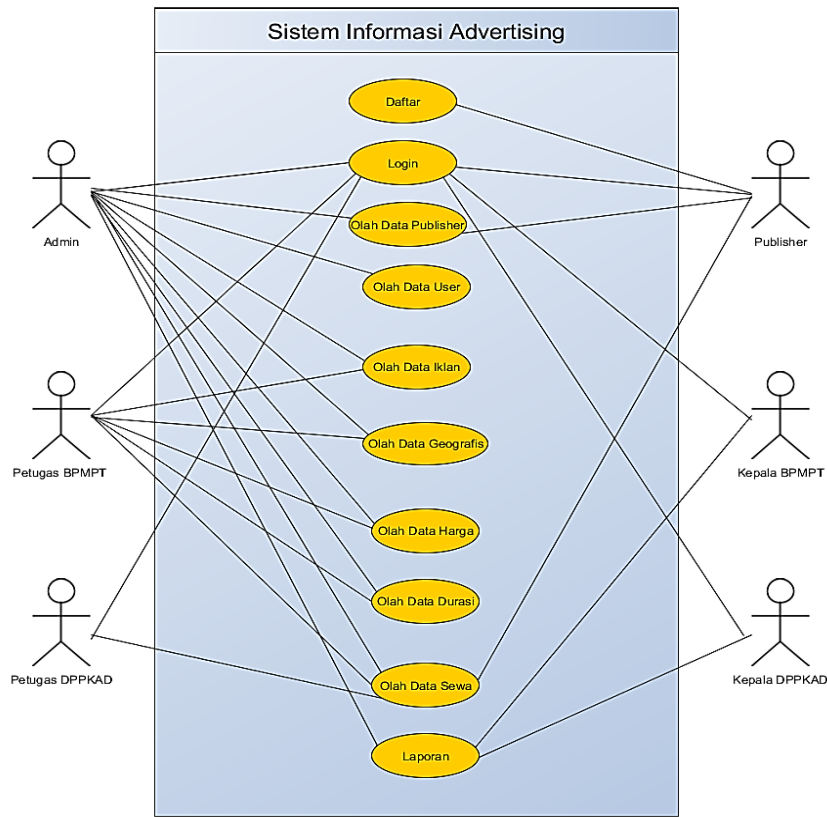 Sistem Informasi Advertising
Daftar
Login
Olah Data Publisher
Olah Data User
Olah Data Iklan
Olah Data Geografis
Olah Data Harga
Olah Data Durasi
Olah Data Sewa
Laporan
Admin
Petugas BPMPT
Petugas DPPKAD
Publisher
Kepala BPMPT
Kepala DPPKAD